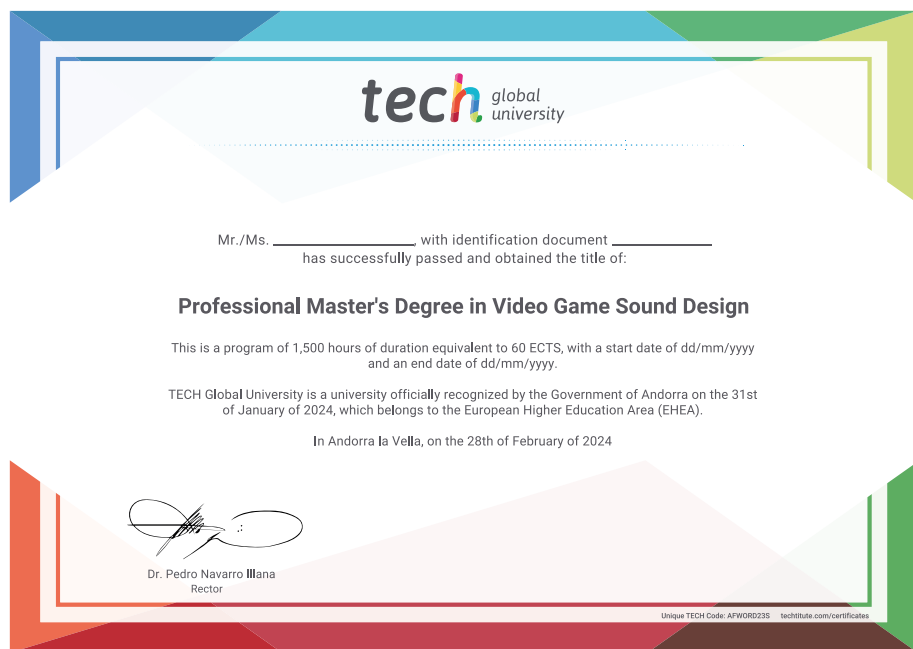 tech global university
Mr./Ms. ____________________, with identification document ______________
has successfully passed and obtained the title of:
Professional Master's Degree in Video Game Sound Design
This is a program of 1,500 hours of duration equivalent to 60 ECTS, with a start date of dd/mm/yyyy
and an end date of dd/mm/yyyy.
TECH Global University is a university officially recognized by the Government of Andorra on the 31st
of January of 2024, which belongs to the European Higher Education Area (EHEA).
In Andorra la Vella, on the 28th of February of 2024
Dr. Pedro Navarro Illana
Rector
Unique TECH Code: AFWORD23S techtitute.com/certificates